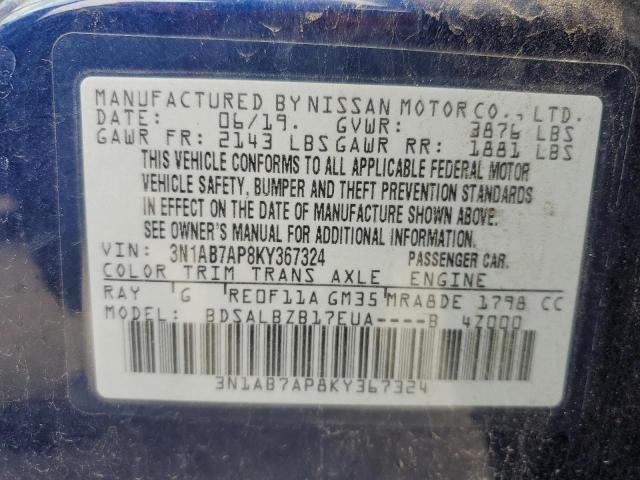 MANUFACTURED BY NISSAN MOTOR CO., LTD.
DATE: 06/19. GVWR: 3876 LBS
GAWR FR: 2143 LBS GAWR RR: 1881 LBS
THIS VEHICLE CONFORMS TO ALL APPLICABLE FEDERAL MOTOR
VEHICLE SAFETY, BUMPER AND THEFT PREVENTION STANDARDS
IN EFFECT ON THE DATE OF MANUFACTURE SHOWN ABOVE.
SEE OWNER'S MANUAL FOR ADDITIONAL INFORMATION.
VIN: 3N1AB7AP8KY367324 PASSENGER CAR.
COLOR TRIM TRANS AXLE ENGINE
RAY G RE0F11A GM35 MRA8DE 1798 CC
MODEL: BDSALBZB17EUA----B 4Z000
3N1AB7AP8KY367324